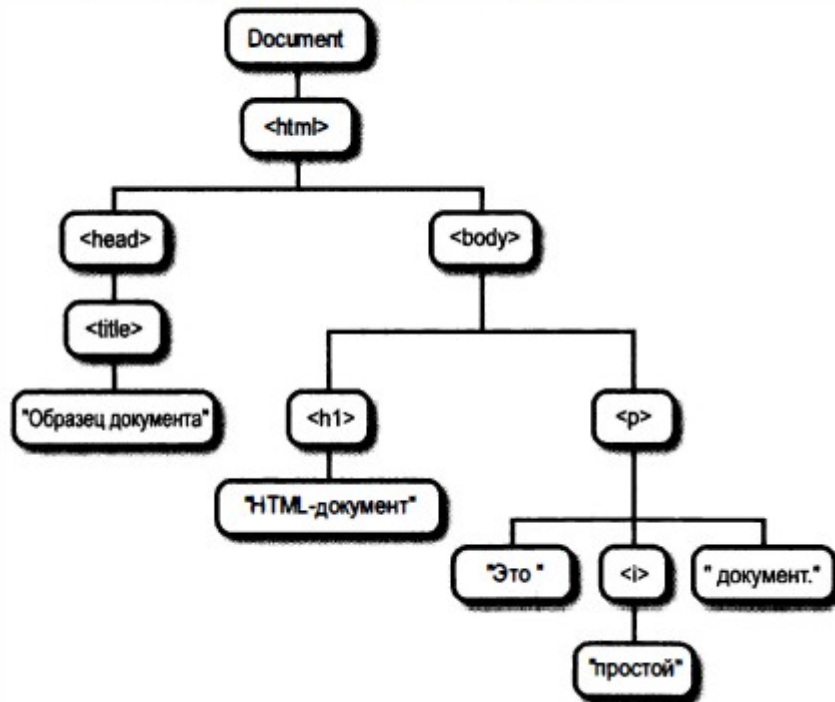 Document
<html>
<head>
<body>
<title>
"Образец документа"
<h1>
<p>
"HTML-документ"
"Это "
<i>
" документ."
"простой"